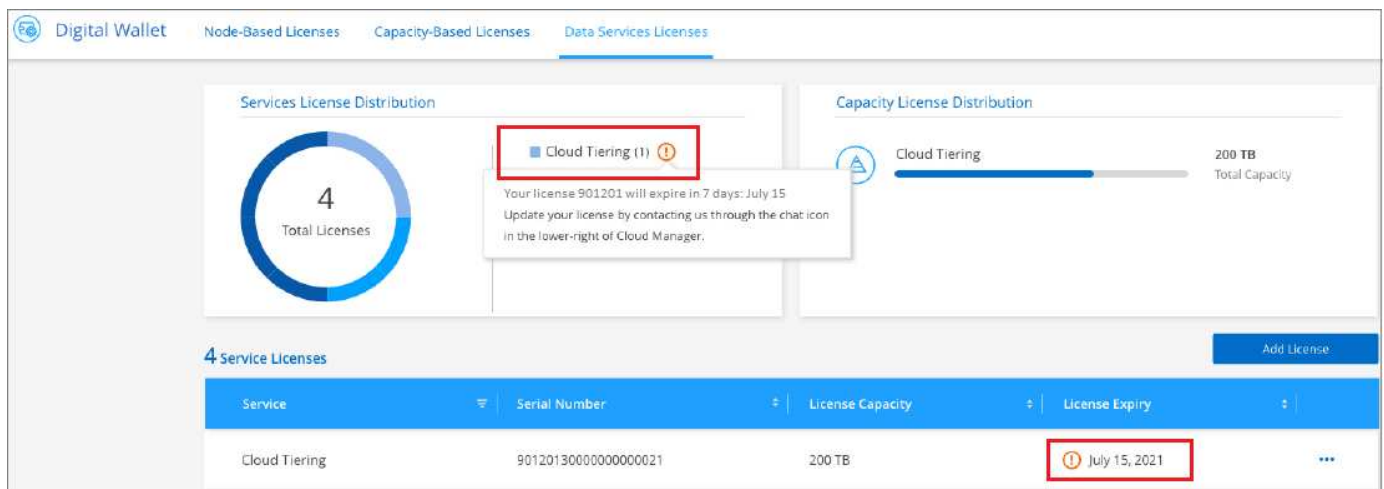 Digital Wallet
Node-Based Licenses
Capacity-Based Licenses
Data Services Licenses
Services License Distribution
4
Total Licenses
Cloud Tiering (1)
Your license 901201 will expire in 7 days: July 15
Update your license by contacting us through the chat icon
in the lower-right of Cloud Manager.
Capacity License Distribution
Cloud Tiering
200 TB
Total Capacity
4 Service Licenses
Add License
Service
Serial Number
License Capacity
License Expiry
Cloud Tiering
90120130000000000021
200 TB
July 15, 2021